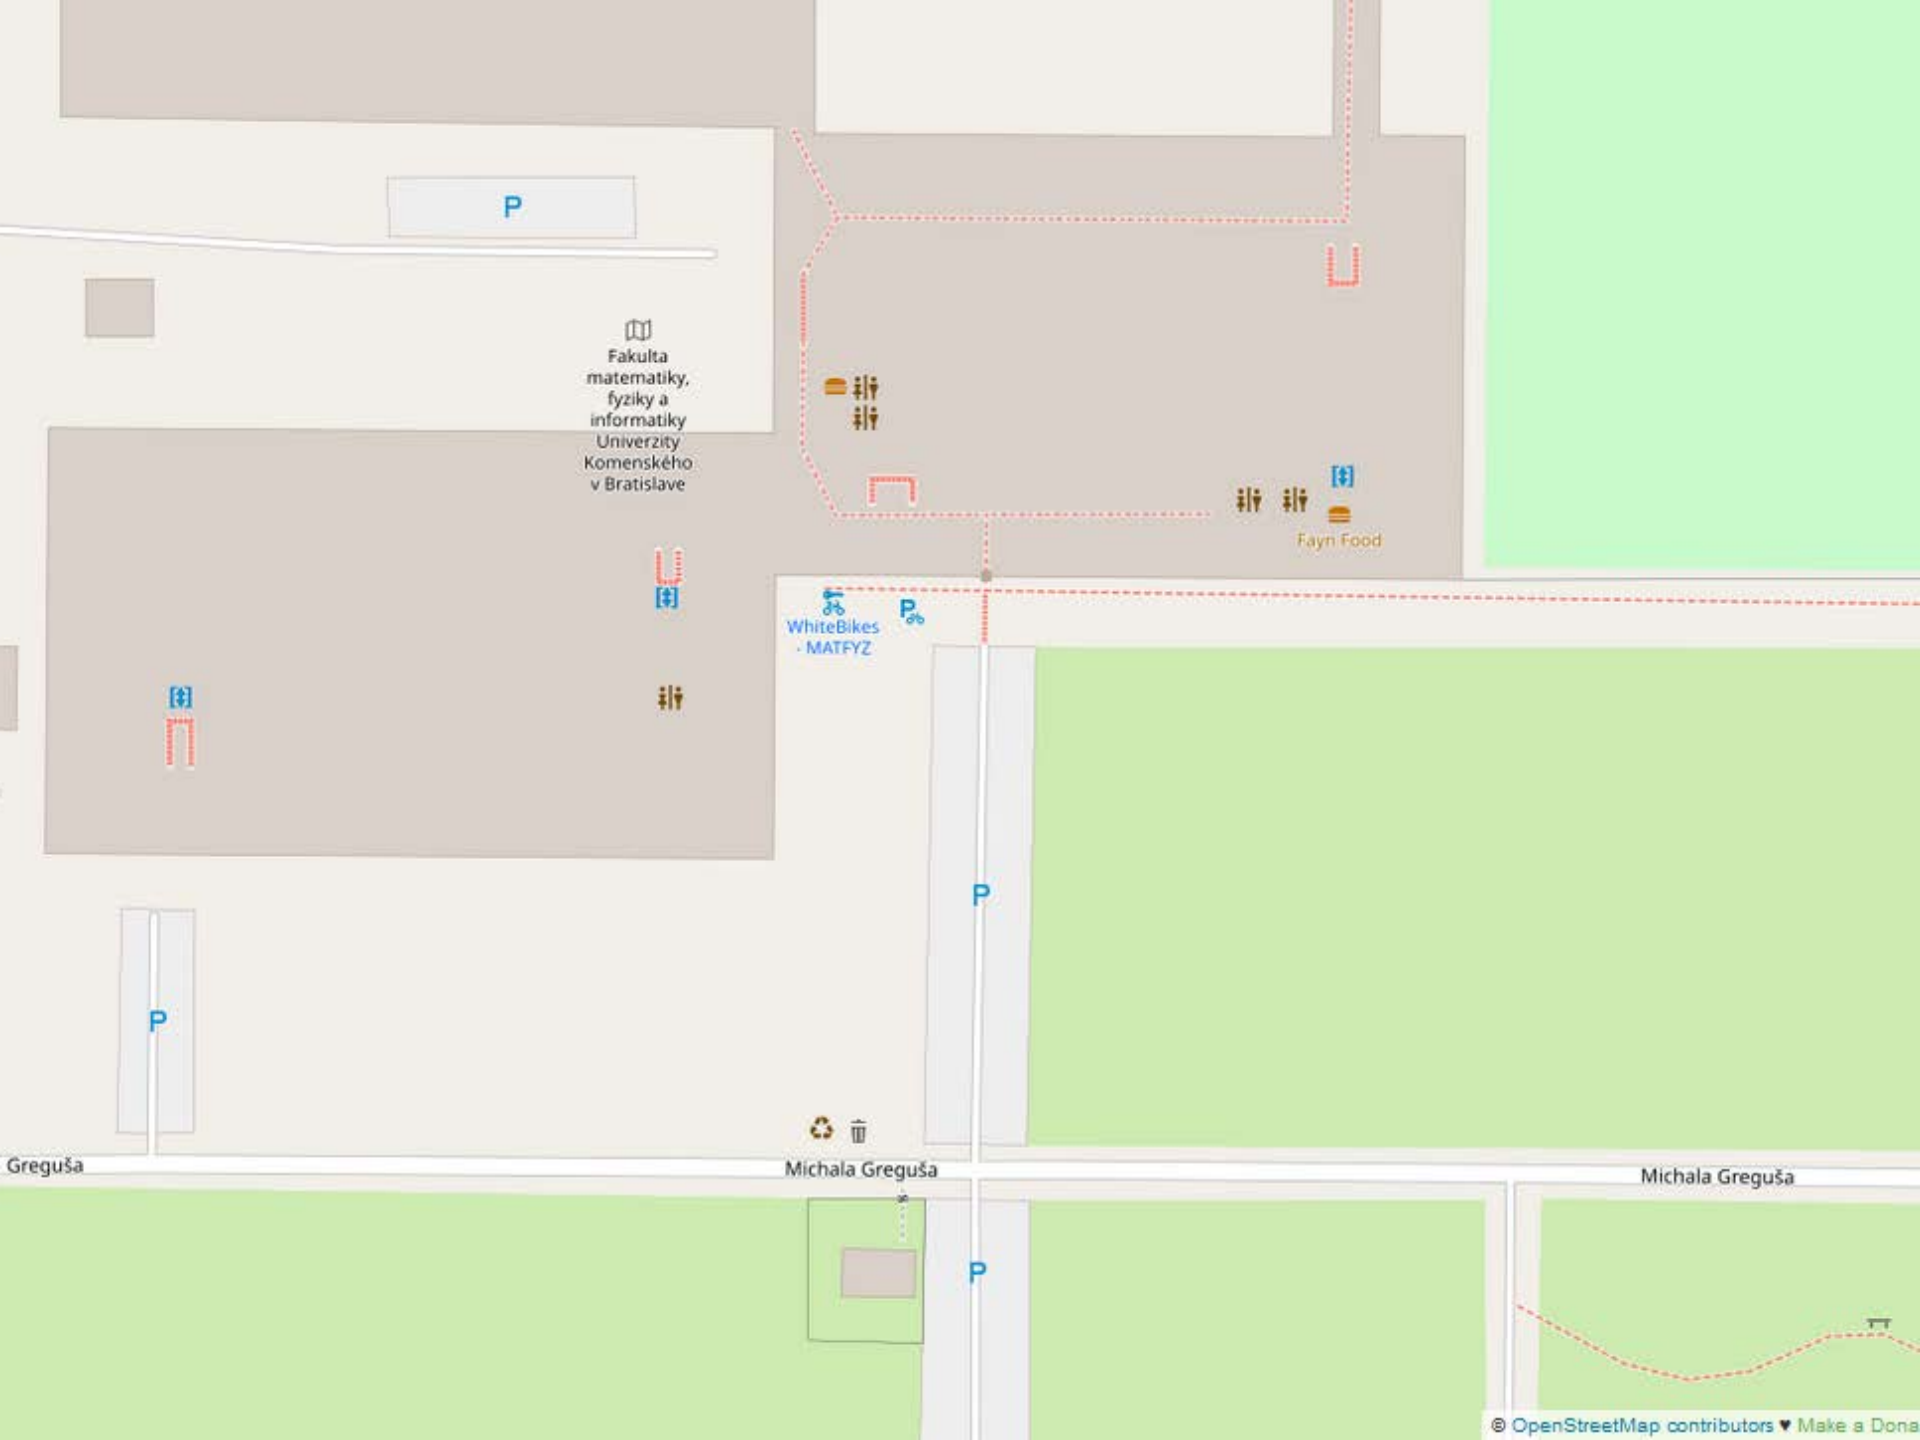 P
Fakulta
matematiky,
fyziky a
informatiky
Univerzity
Komenského
v Bratislave
Fayn Food
P
WhiteBikes
- MATFYZ
P
P
Greguša
Michala Greguša
Michala Greguša
P
© OpenStreetMap contributors ♥ Make a Dona